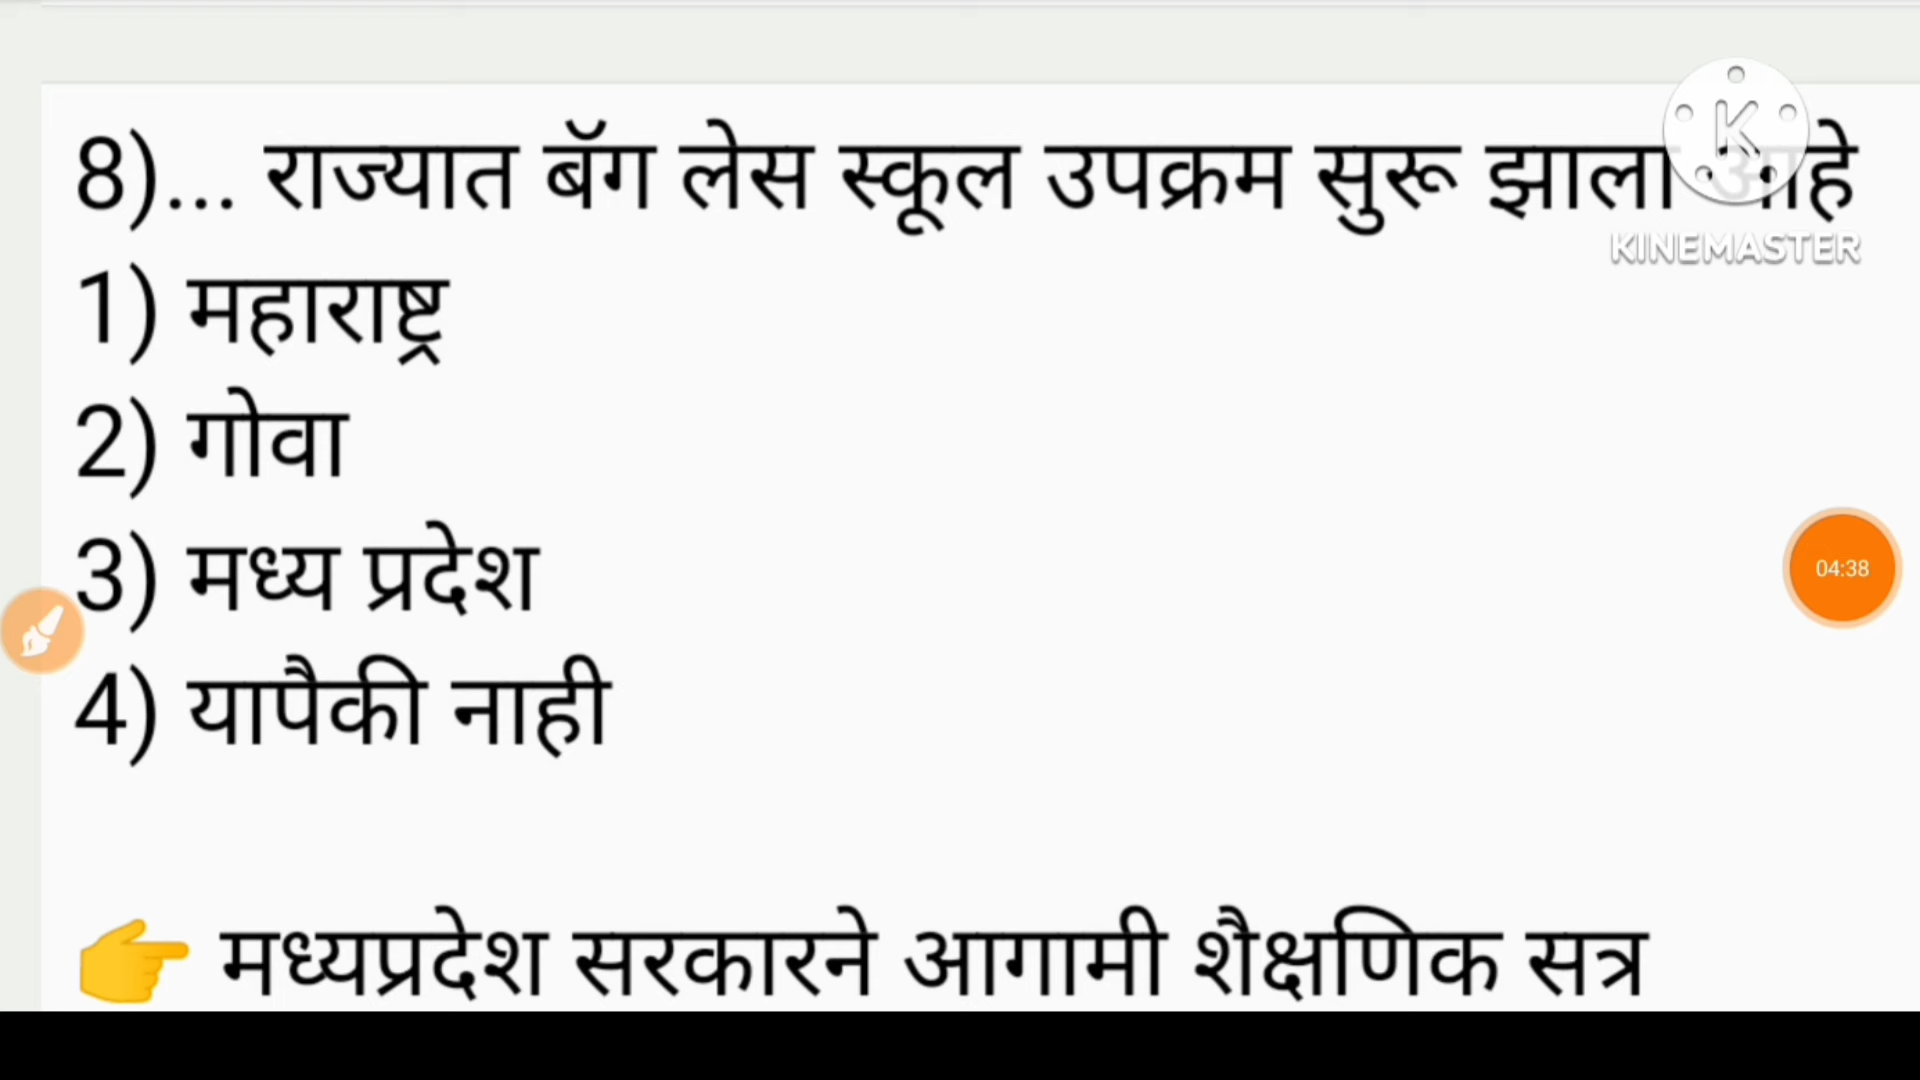 8)... राज्यात बॅग लेस स्कूल उपक्रम सुरू झाला आहे
KINEMASTER
1) महाराष्ट्र
2) गोवा
3) मध्य प्रदेश
04:38
4) यापैकी नाही
👉 मध्यप्रदेश सरकारने आगामी शैक्षणिक सत्र